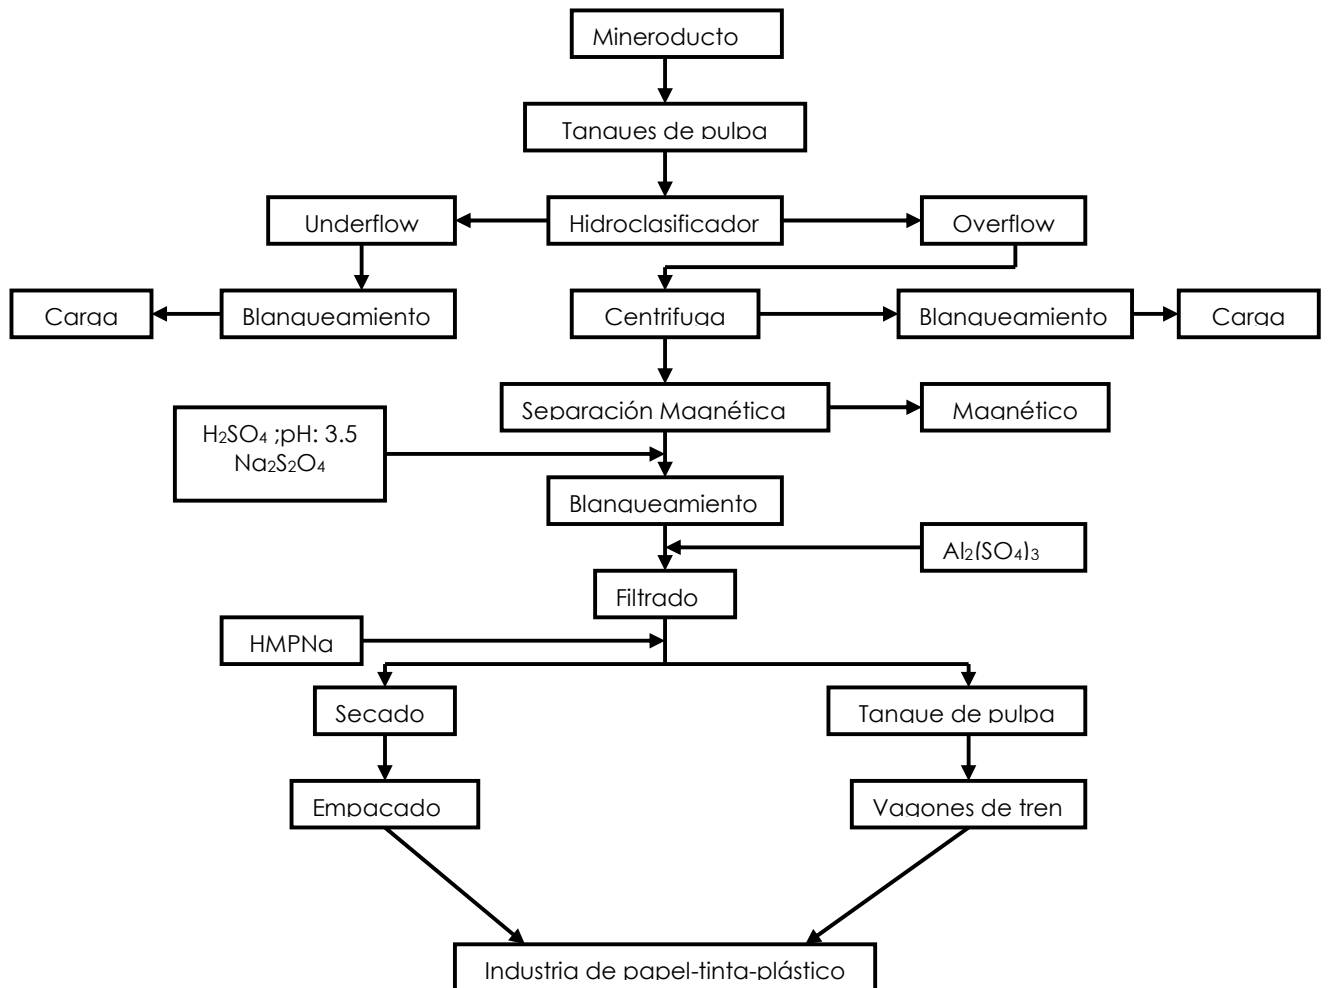 Mineroducto
Tanques de pulpa
Underflow
Hidroclasificador
Overflow
Carga
Blanqueamiento
Centrifuga
Blanqueamiento
Carga
Separación Magnética
Magnético
H₂SO₄ ;pH: 3.5
Na₂S₂O₄
Blanqueamiento
Al₂(SO₄)₃
Filtrado
HMPNa
Secado
Tanque de pulpa
Empacado
Vagones de tren
Industria de papel-tinta-plástico